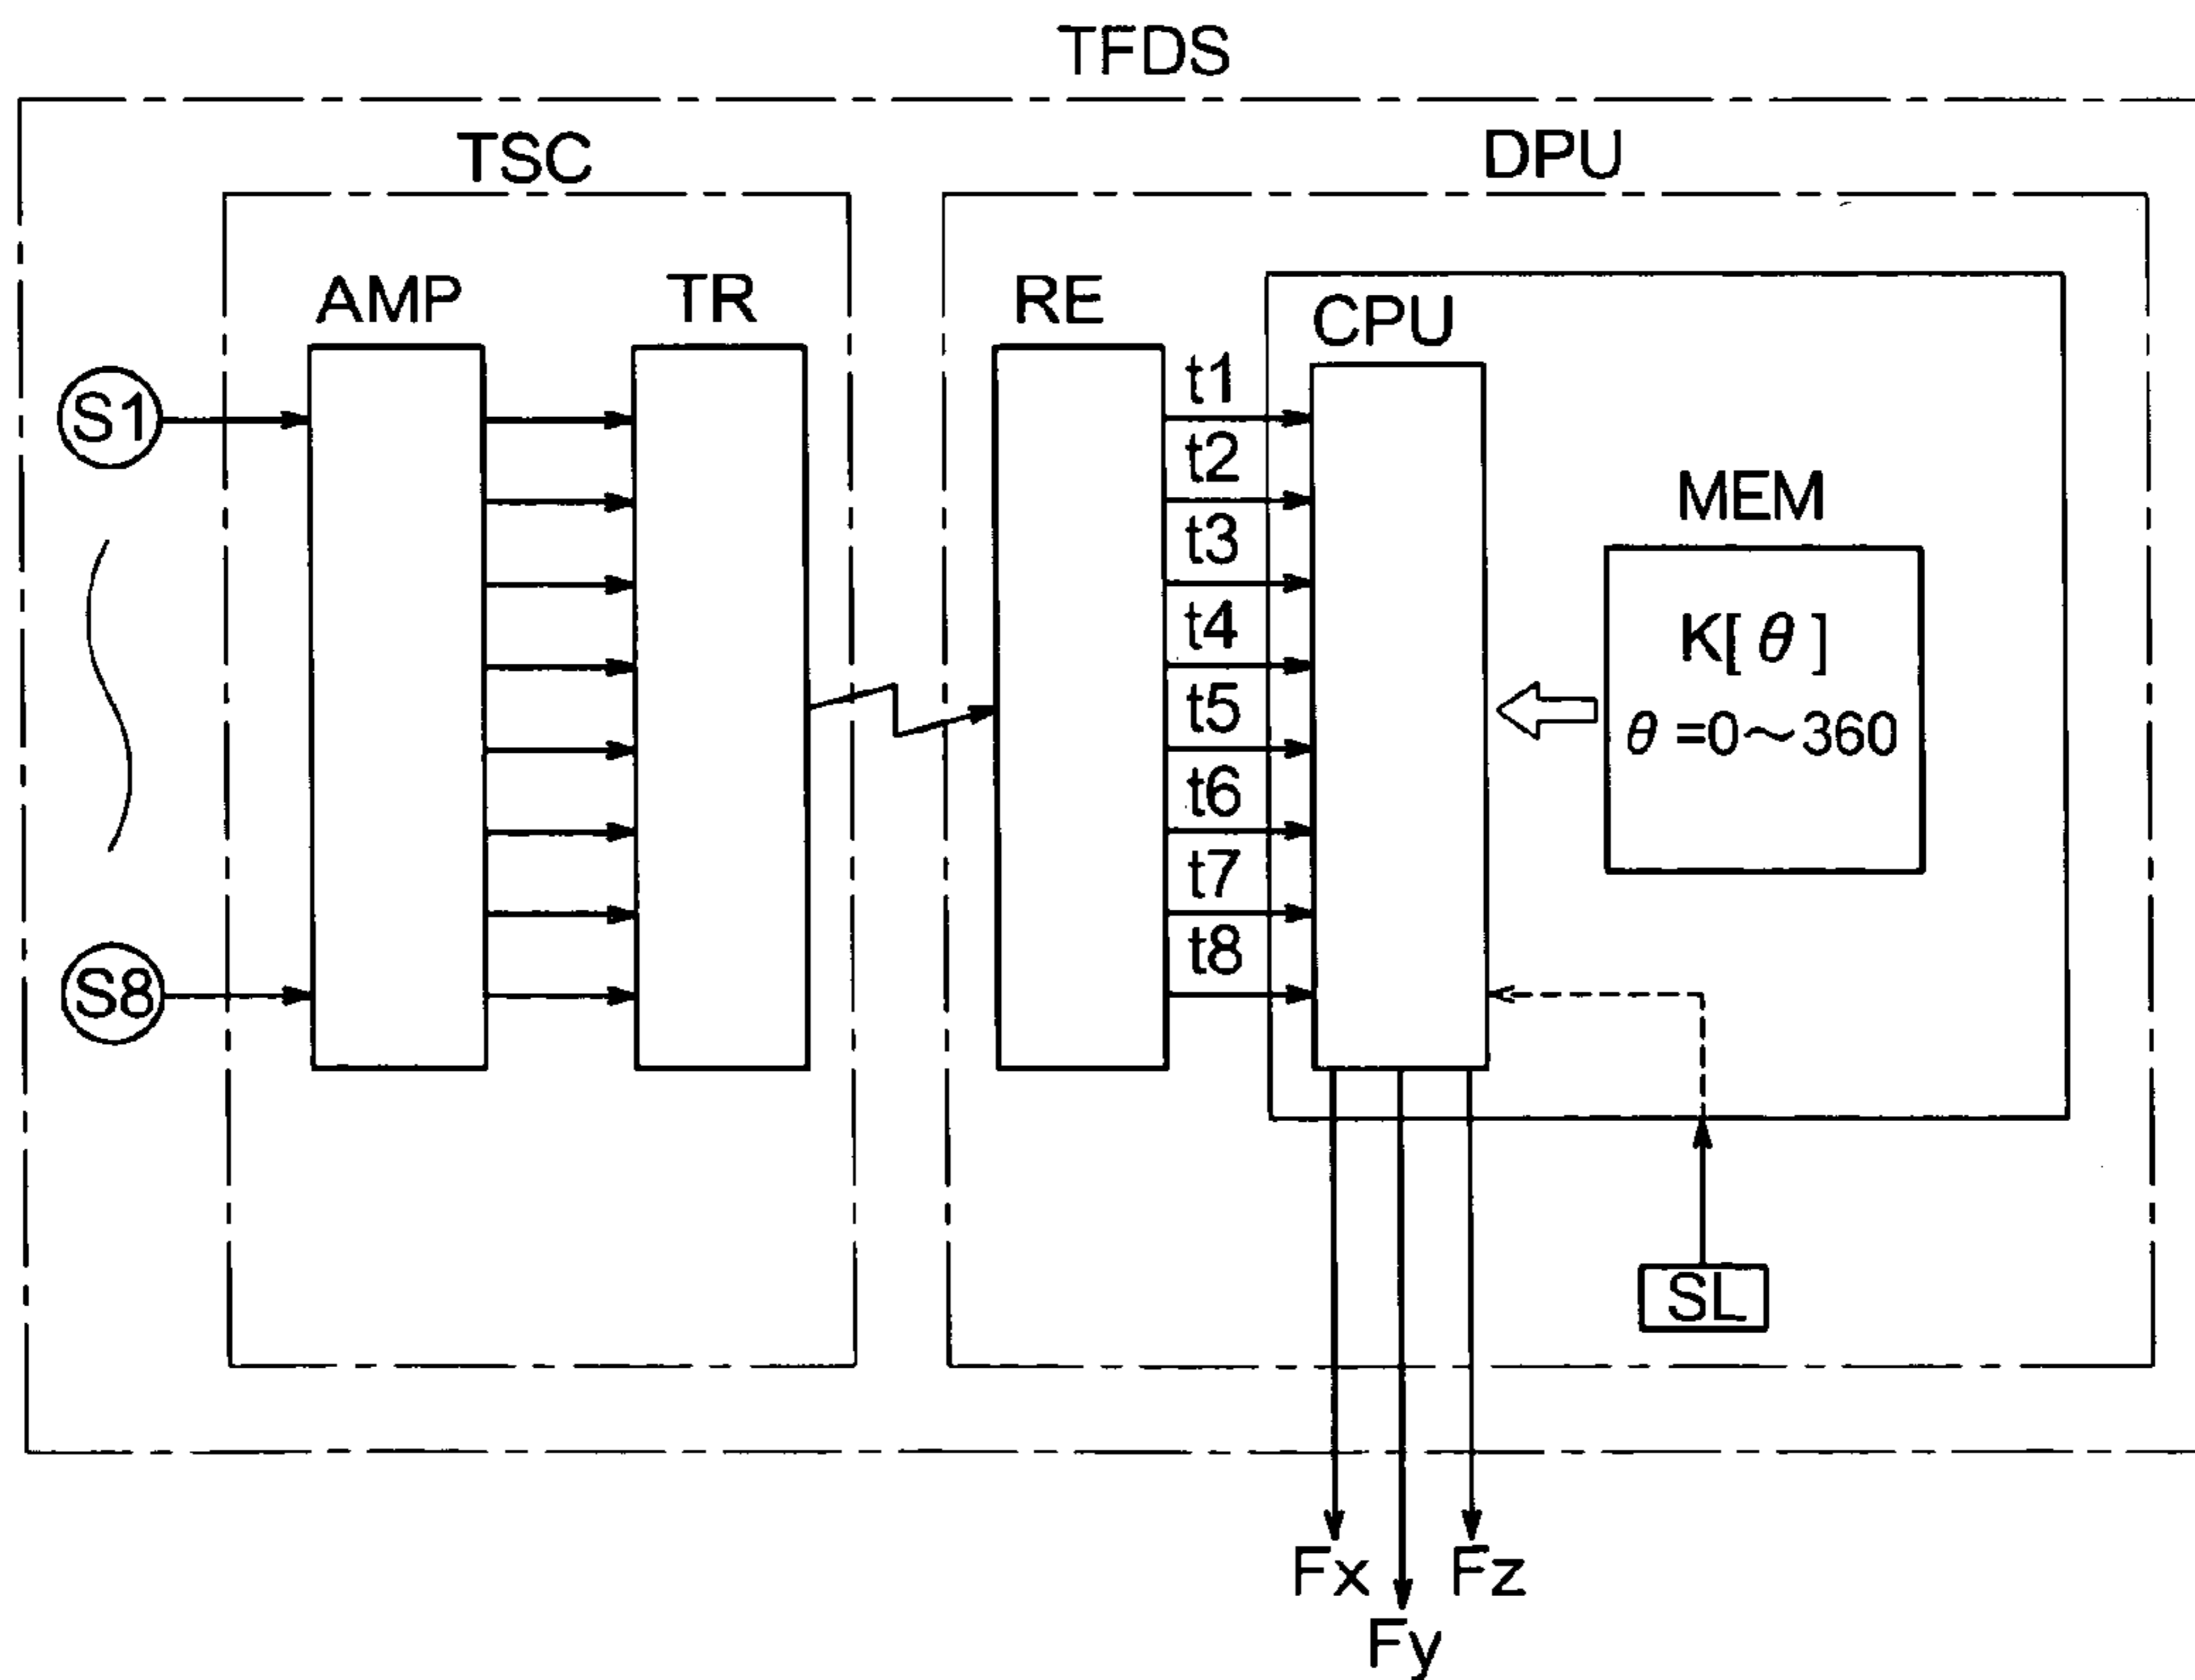 TFDS
TSC
DPU
AMP
TR
RE
CPU
S1
S8
t1
t2
t3
t4
t5
t6
t7
t8
MEM
K[ θ ]
θ =0～360
SL
Fx
Fy
Fz